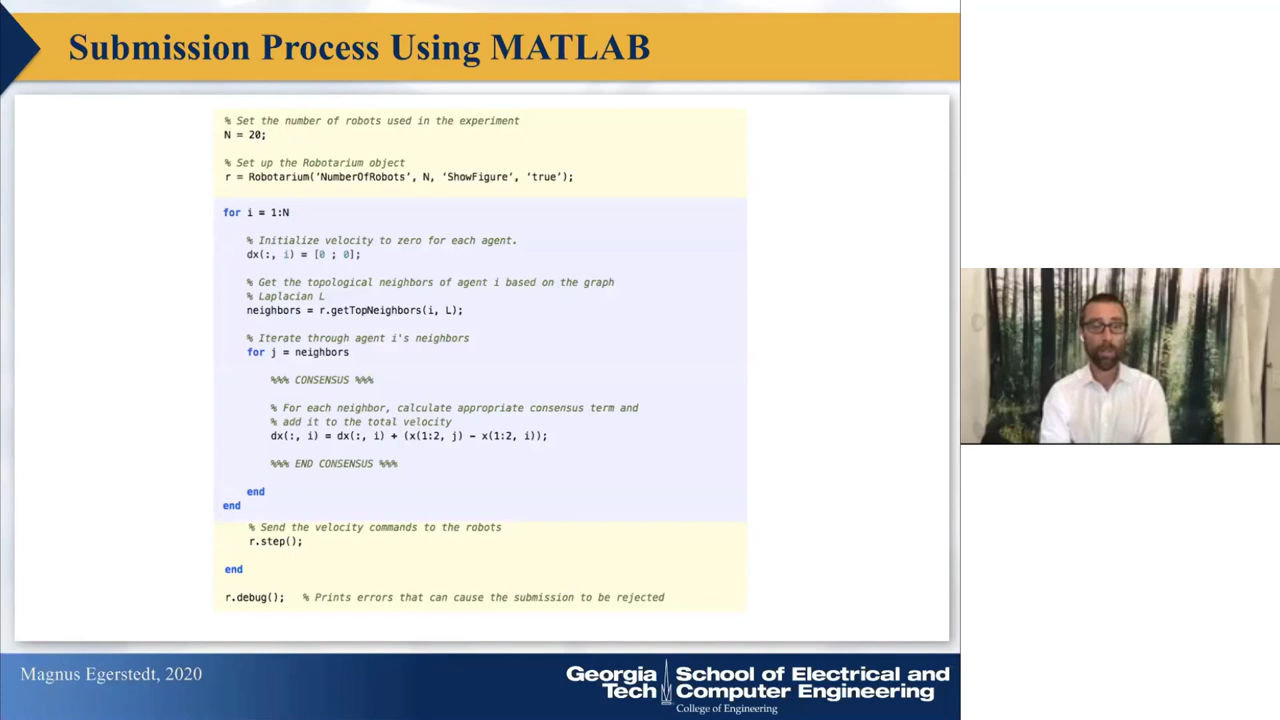 Submission Process Using MATLAB
% Set the number of robots used in the experiment
N = 20;
% Set up the Robotarium object
r = Robotarium(‘NumberOfRobots’, N, ‘ShowFigure’, ‘true’);
for i = 1:N
% Initialize velocity to zero for each agent.
dx(:, i) = [0 ; 0];
% Get the topological neighbors of agent i based on the graph
% Laplacian L
neighbors = r.getTopNeighbors(i, L);
% Iterate through agent i's neighbors
for j = neighbors
%%% CONSENSUS %%%
% For each neighbor, calculate appropriate consensus term and
% add it to the total velocity
dx(:, i) = dx(:, i) + (x(1:2, j) – x(1:2, i));
%%% END CONSENSUS %%%
end
end
% Send the velocity commands to the robots
r.step();
end
r.debug(); % Prints errors that can cause the submission to be rejected
Magnus Egerstedt, 2020
Georgia Tech
School of Electrical and
Computer Engineering
College of Engineering